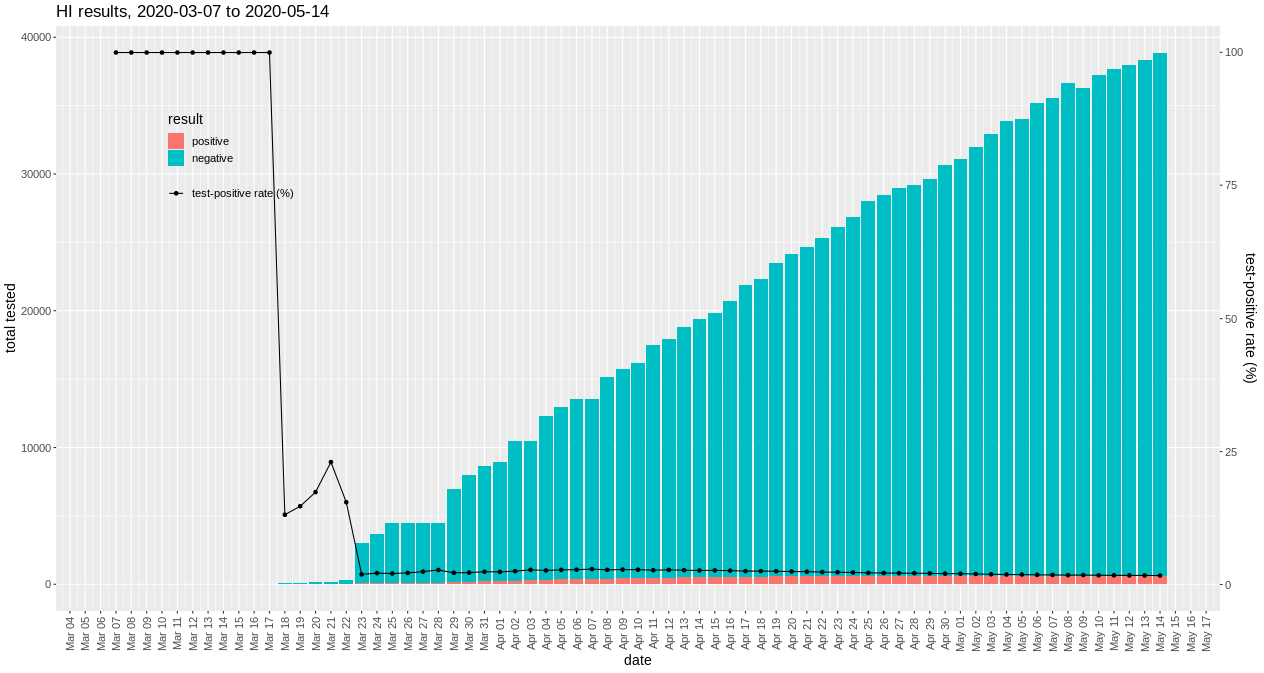 HI results, 2020-03-07 to 2020-05-14
total tested
40000
30000
20000
10000
0
result
positive
negative
test-positive rate (%)
100
75
50
25
0
test-positive rate (%)
Mar 04
Mar 05
Mar 06
Mar 07
Mar 08
Mar 09
Mar 10
Mar 11
Mar 12
Mar 13
Mar 14
Mar 15
Mar 16
Mar 17
Mar 18
Mar 19
Mar 20
Mar 21
Mar 22
Mar 23
Mar 24
Mar 25
Mar 26
Mar 27
Mar 28
Mar 29
Mar 30
Mar 31
Apr 01
Apr 02
Apr 03
Apr 04
Apr 05
Apr 06
Apr 07
Apr 08
Apr 09
Apr 10
Apr 11
Apr 12
Apr 13
Apr 14
Apr 15
Apr 16
Apr 17
Apr 18
Apr 19
Apr 20
Apr 21
Apr 22
Apr 23
Apr 24
Apr 25
Apr 26
Apr 27
Apr 28
Apr 29
Apr 30
May 01
May 02
May 03
May 04
May 05
May 06
May 07
May 08
May 09
May 10
May 11
May 12
May 13
May 14
May 15
May 16
May 17
date